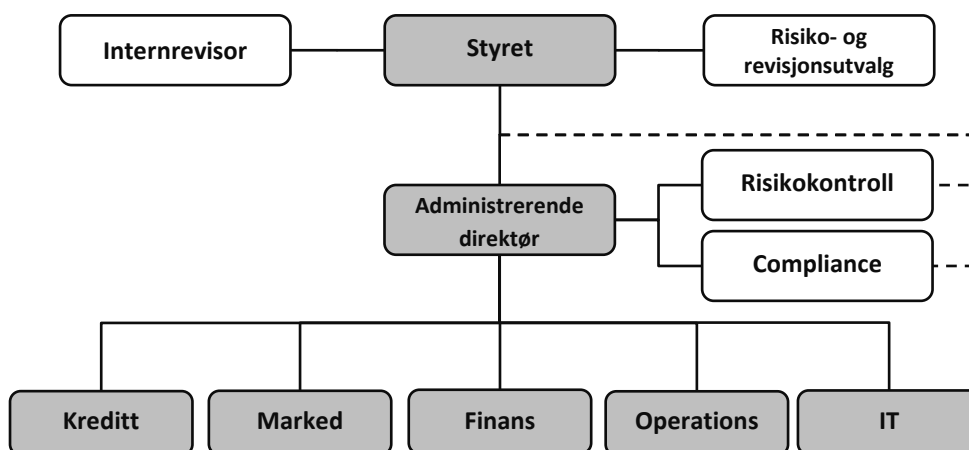 Internrevisor
Styret
Risiko- og
revisjonsutvalg
Risikokontroll
Administrerende
direktør
Compliance
Kreditt
Marked
Finans
Operations
IT